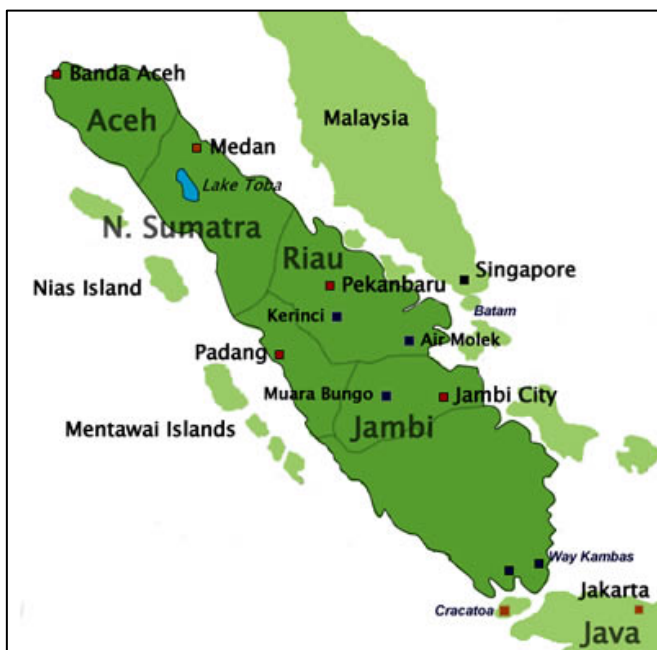 Banda Aceh
Aceh
Malaysia
Medan
Lake Toba
N. Sumatra
Riau
Singapore
Nias Island
Pekanbaru
Batam
Kerinci
Air Molek
Padang
Muara Bungo
Jambi City
Mentawai Islands
Jambi
Way Kambas
Jakarta
Cracatoa
Java